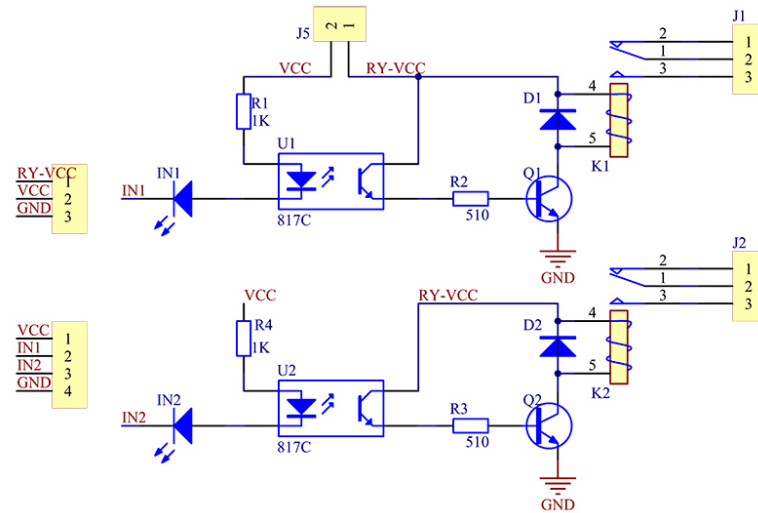 J5
2 1
J1
VCC RY-VCC
2 1
1 2
3 3
R1
1K
D1
4
5
K1
U1
RY-VCC 1
VCC 2
GND 3
IN1
IN1
R2
510
Q1
817C
GND
J2
2 1
1 2
3 3
VCC RY-VCC
R4
1K
D2
4
5
K2
VCC 1
IN1 2
IN2 3
GND 4
U2
IN2
IN2
R3
510
Q2
817C
GND